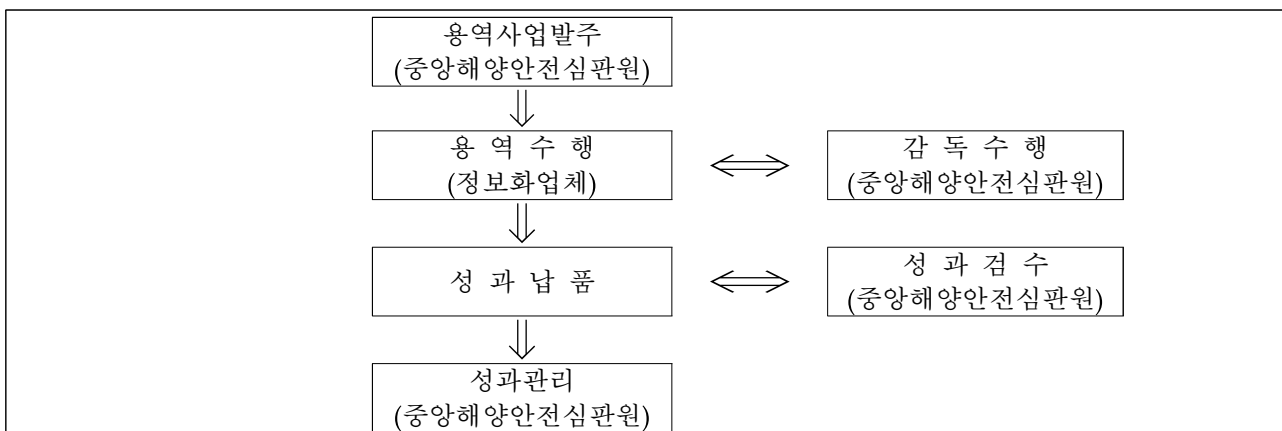 용역사업발주
(중앙해양안전심판원)
용 역 수 행
(정보화업체)
감 독 수 행
(중앙해양안전심판원)
성 과 납 품
성 과 검 수
(중앙해양안전심판원)
성과관리
(중앙해양안전심판원)